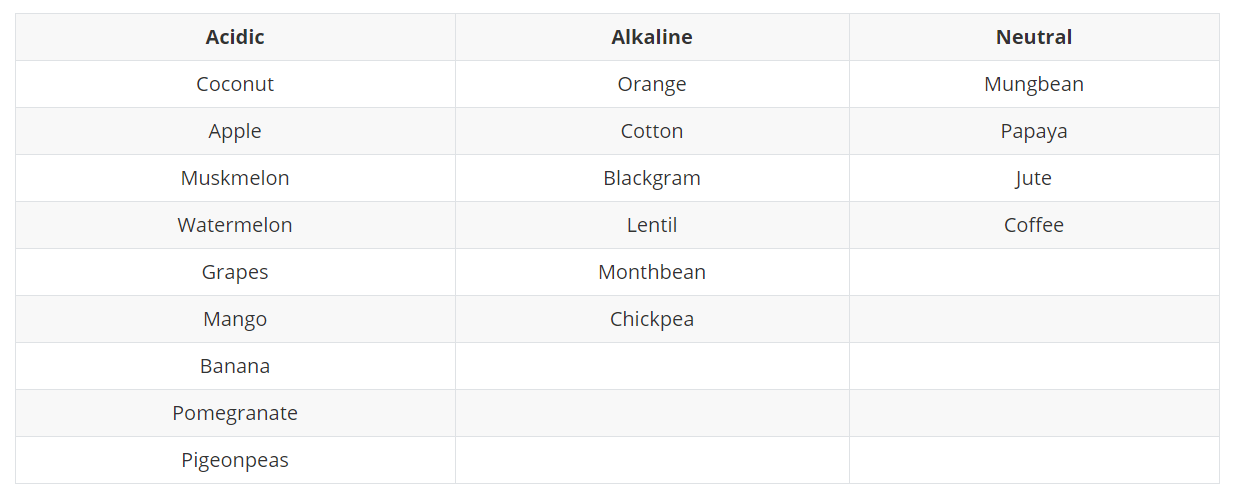 Acidic Alkaline Neutral
Coconut Orange Mungbean
Apple Cotton Papaya
Muskmelon Blackgram Jute
Watermelon Lentil Coffee
Grapes Monthbean
Mango Chickpea
Banana
Pomegranate
Pigeonpeas